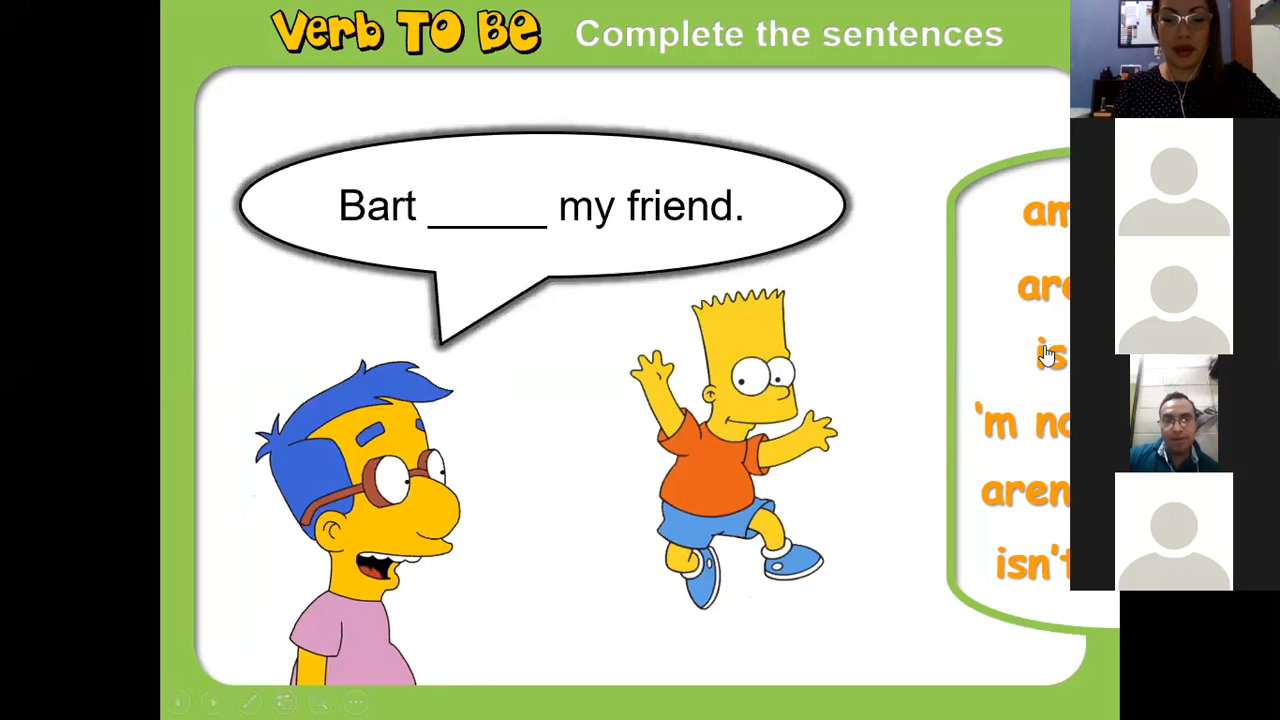 Verb TO BE Complete the sentences
Bart _____ my friend.
am
are
is
'm no
aren
isn't